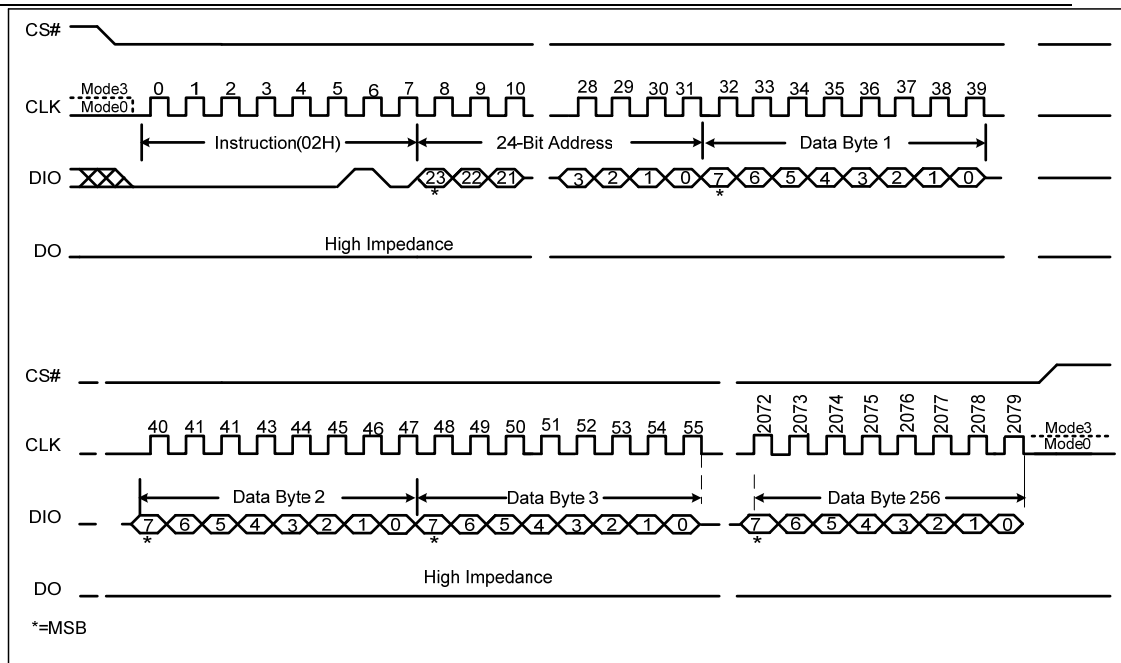 CS#
Mode3 0 1 2 3 4 5 6 7 8 9 10 28 29 30 31 32 33 34 35 36 37 38 39
CLK Mode0
Instruction(02H) 24-Bit Address Data Byte 1
DIO 23 22 21 3 2 1 0 7 6 5 4 3 2 1 0
* *
High Impedance
DO
CS#
40 41 41 43 44 45 46 47 48 49 50 51 52 53 54 55 2072 2073 2074 2075 2076 2077 2078 2079 Mode3
CLK Mode0
Data Byte 2 Data Byte 3 Data Byte 256
DIO 7 6 5 4 3 2 1 0 7 6 5 4 3 2 1 0 7 6 5 4 3 2 1 0
* * *
High Impedance
DO
*=MSB